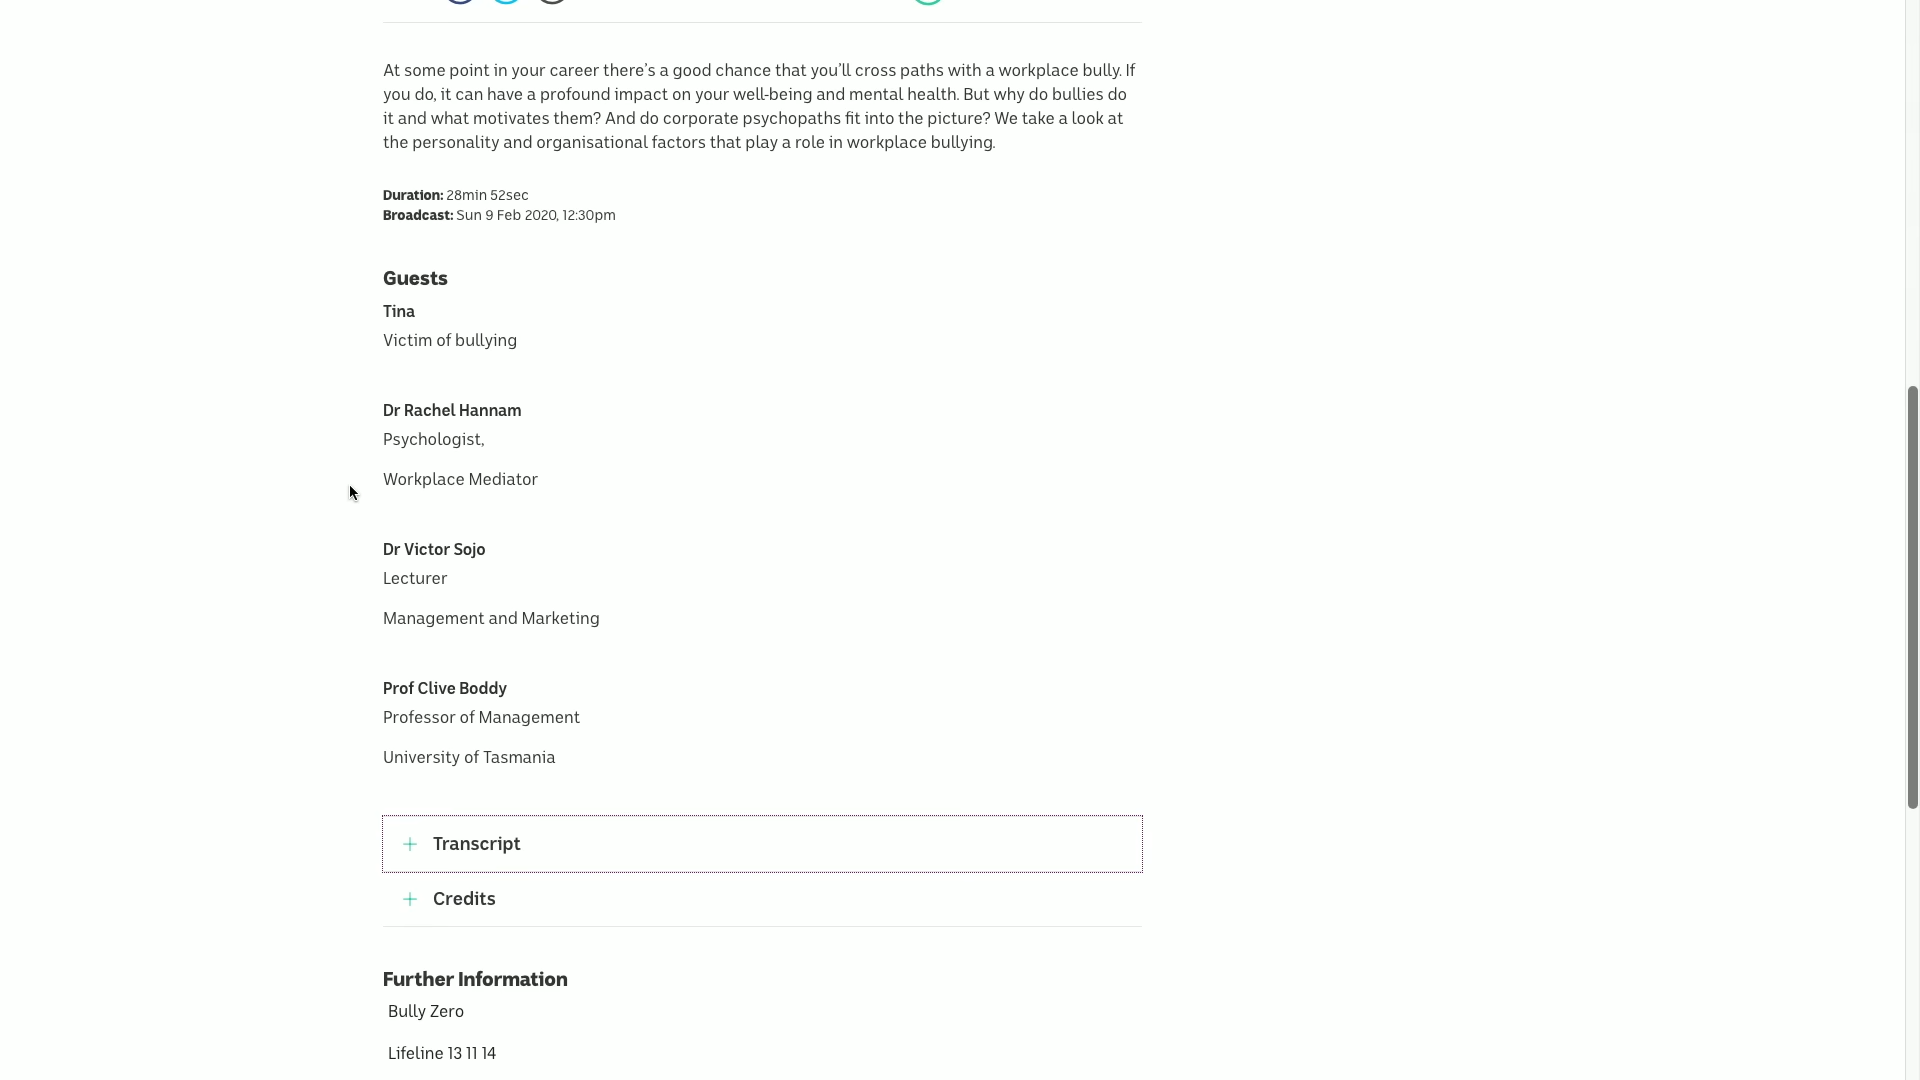 At some point in your career there's a good chance that you'll cross paths with a workplace bully. If
you do, it can have a profound impact on your well-being and mental health. But why do bullies do
it and what motivates them? And do corporate psychopaths fit into the picture? We take a look at
the personality and organisational factors that play a role in workplace bullying.
Duration: 28min 52sec
Broadcast: Sun 9 Feb 2020, 12:30pm
Guests
Tina
Victim of bullying
Dr Rachel Hannam
Psychologist,
Workplace Mediator
Dr Victor Sojo
Lecturer
Management and Marketing
Prof Clive Boddy
Professor of Management
University of Tasmania
Transcript
Credits
Further Information
Bully Zero
Lifeline 13 11 14